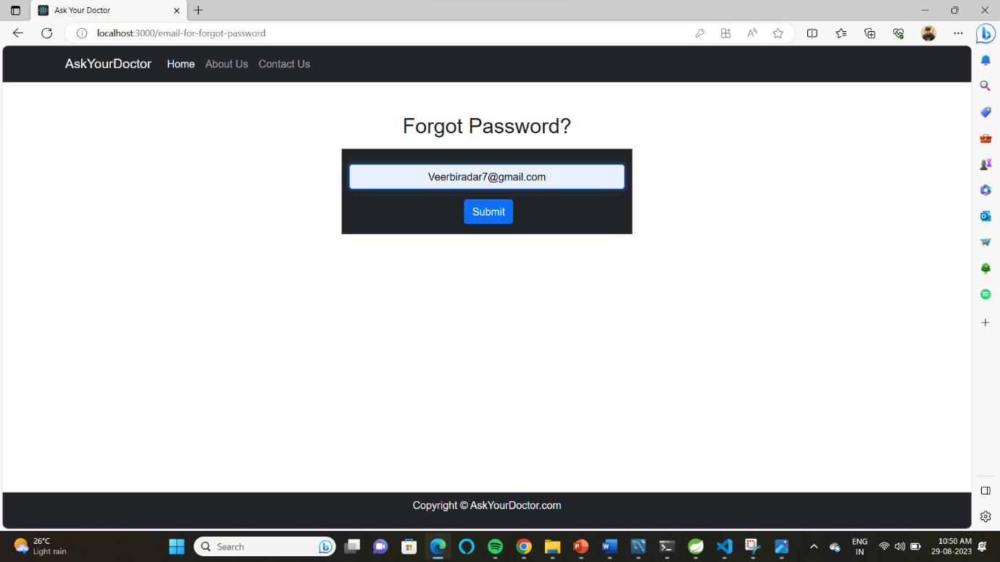 Ask Your Doctor
localhost:3000/email-for-forgot-password
AskYourDoctor Home About Us Contact Us
Forgot Password?
Veerbiradar7@gmail.com
Submit
Copyright © AskYourDoctor.com
26°C
Light rain
Search
ENG
IN
10:50 AM
29-08-2023